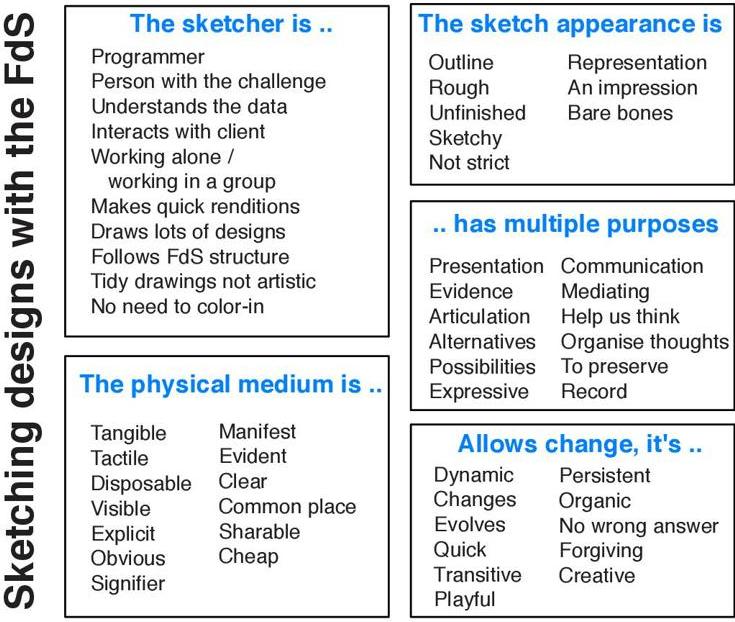 Sketching designs with the FdS
The sketcher is ..
Programmer
Person with the challenge
Understands the data
Interacts with client
Working alone /
working in a group
Makes quick renditions
Draws lots of designs
Follows FdS structure
Tidy drawings not artistic
No need to color-in
The physical medium is ..
Tangible
Tactile
Disposable
Visible
Explicit
Obvious
Signifier
Manifest
Evident
Clear
Common place
Sharable
Cheap
The sketch appearance is
Outline
Rough
Unfinished
Sketchy
Not strict
Representation
An impression
Bare bones
.. has multiple purposes
Presentation
Evidence
Articulation
Alternatives
Possibilities
Expressive
Communication
Mediating
Help us think
Organise thoughts
To preserve
Record
Allows change, it's ..
Dynamic
Changes
Evolves
Quick
Transitive
Playful
Persistent
Organic
No wrong answer
Forgiving
Creative